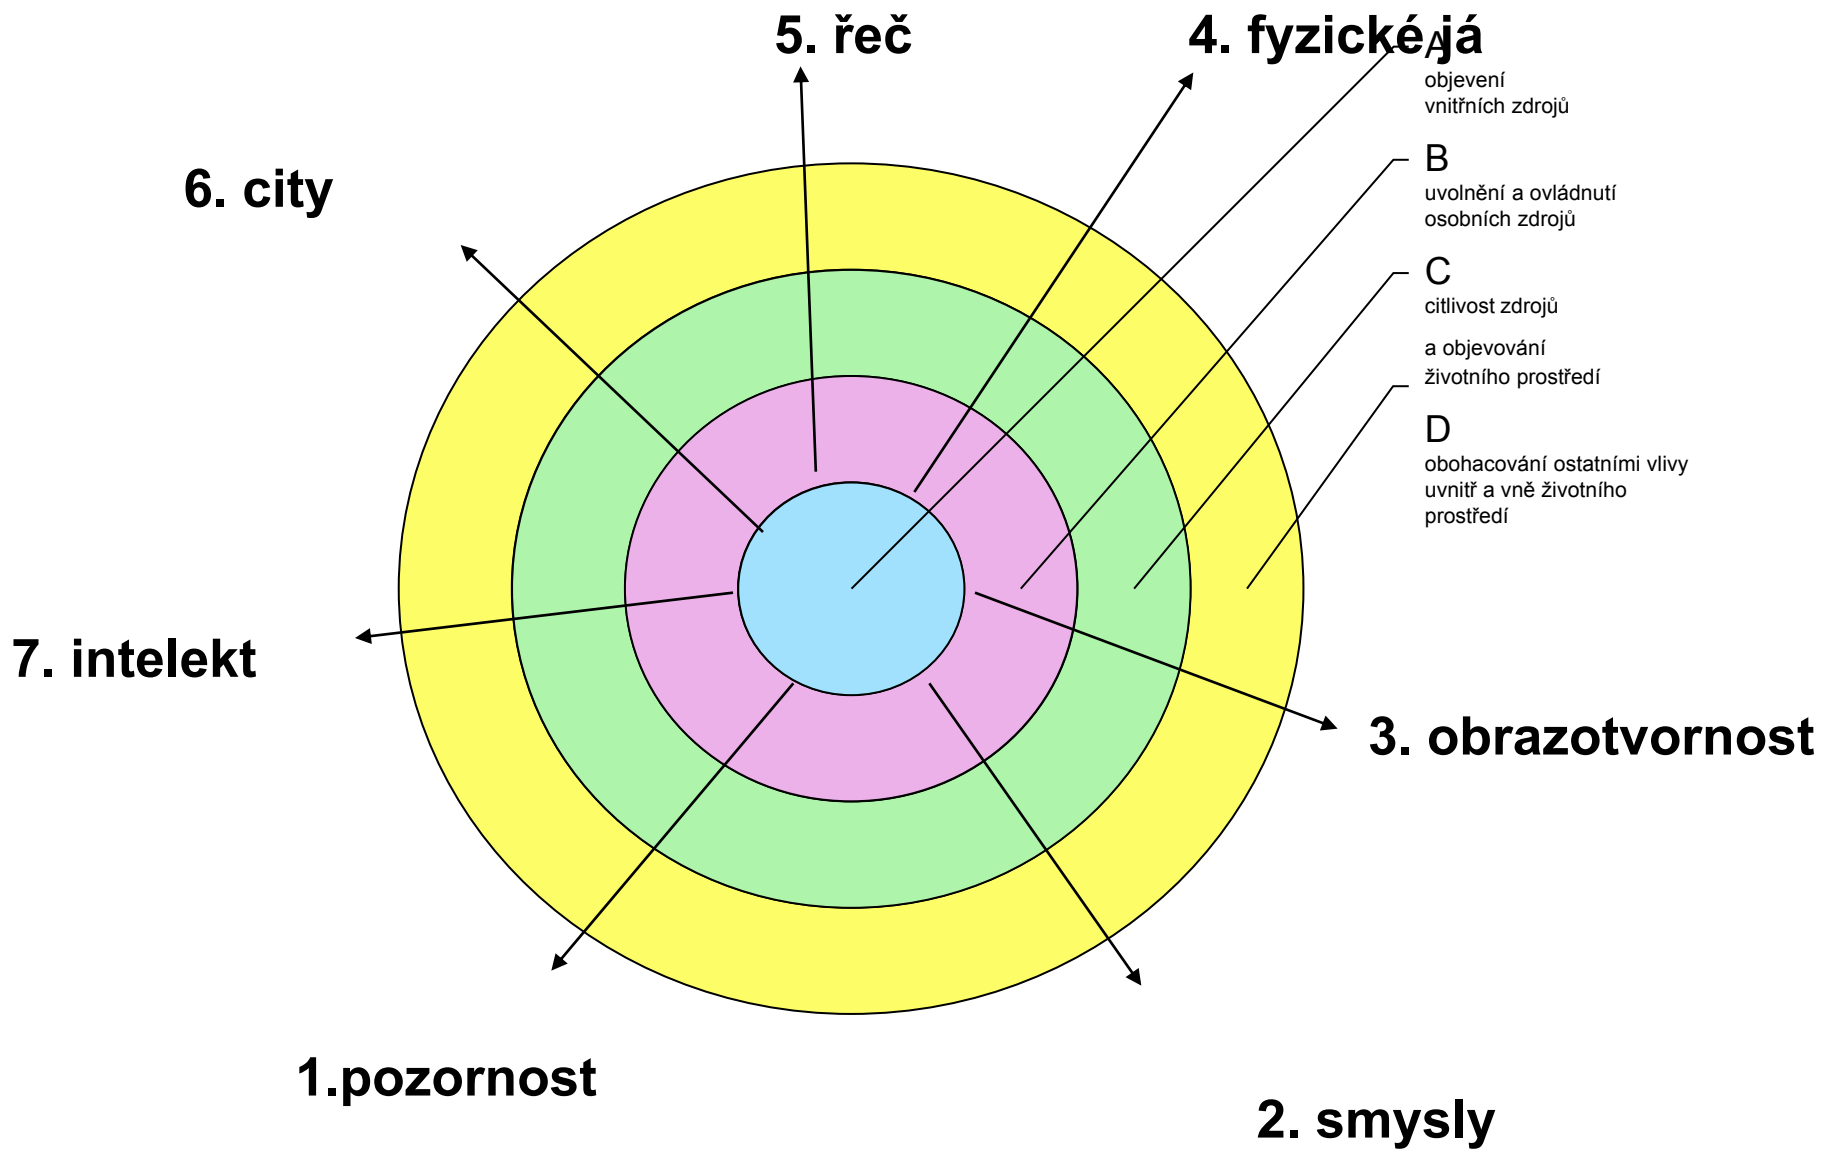 5. řeč
4. fyzické já
A
objevení
vnitřních zdrojů
B
uvolnění a ovládnutí
osobních zdrojů
6. city
C
citlivost zdrojů
a objevování
životního prostředí
D
obohacování ostatními vlivy
uvnitř a vně životního
prostředí
7. intelekt
3. obrazotvornost
1.pozornost
2. smysly